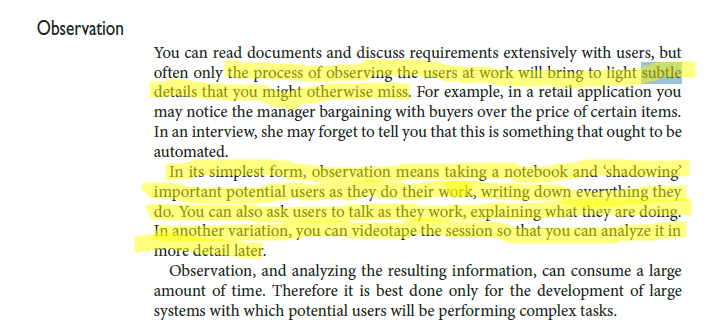 Observation
You can read documents and discuss requirements extensively with users, but
often only the process of observing the users at work will bring to light subtle
details that you might otherwise miss. For example, in a retail application you
may notice the manager bargaining with buyers over the price of certain items.
In an interview, she may forget to tell you that this is something that ought to be
automated.
In its simplest form, observation means taking a notebook and ‘shadowing’
important potential users as they do their work, writing down everything they
do. You can also ask users to talk as they work, explaining what they are doing.
In another variation, you can videotape the session so that you can analyze it in
more detail later.
Observation, and analyzing the resulting information, can consume a large
amount of time. Therefore it is best done only for the development of large
systems with which potential users will be performing complex tasks.